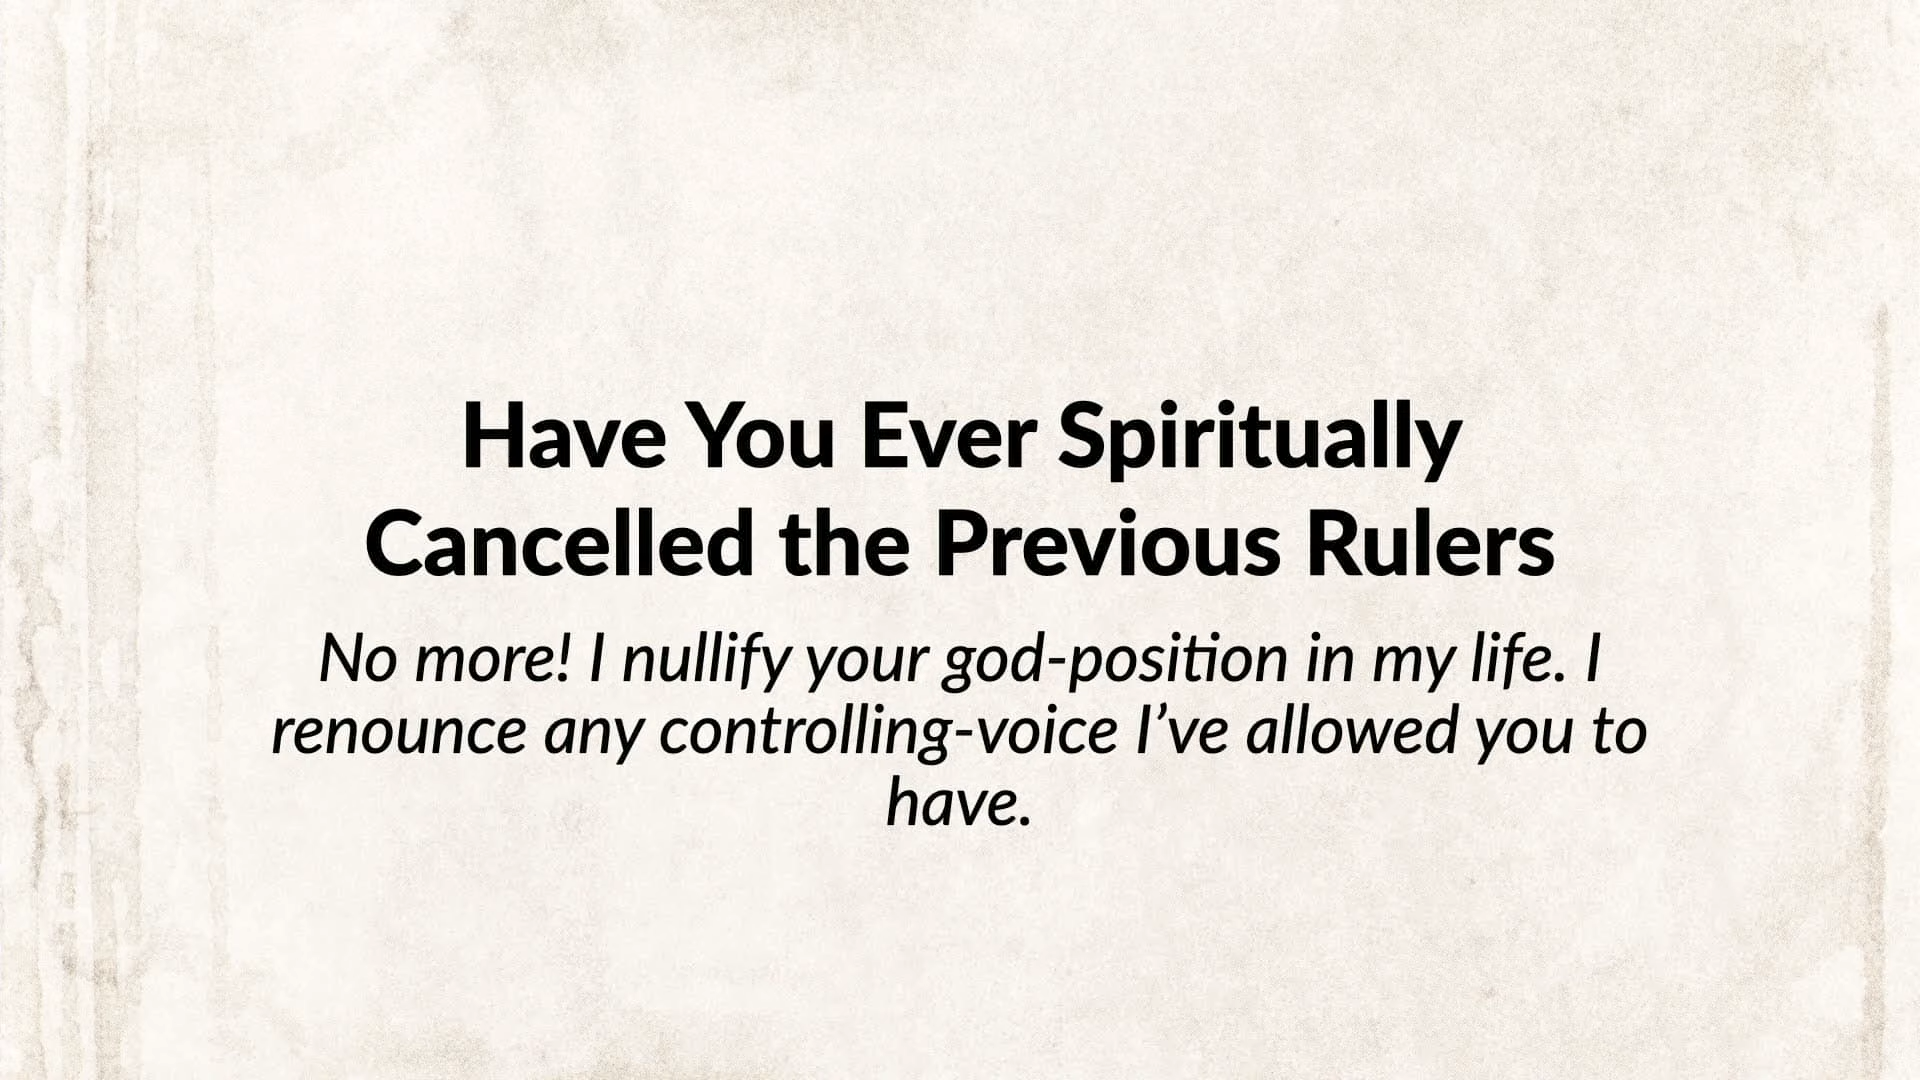 Have You Ever Spiritually
Cancelled the Previous Rulers
No more! I nullify your god-position in my life. I
renounce any controlling-voice I’ve allowed you to
have.